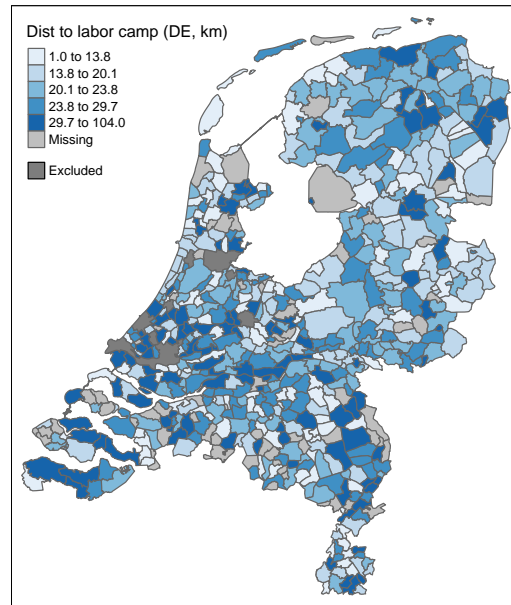 Dist to labor camp (DE, km)
1.0 to 13.8
13.8 to 20.1
20.1 to 23.8
23.8 to 29.7
29.7 to 104.0
Missing
Excluded